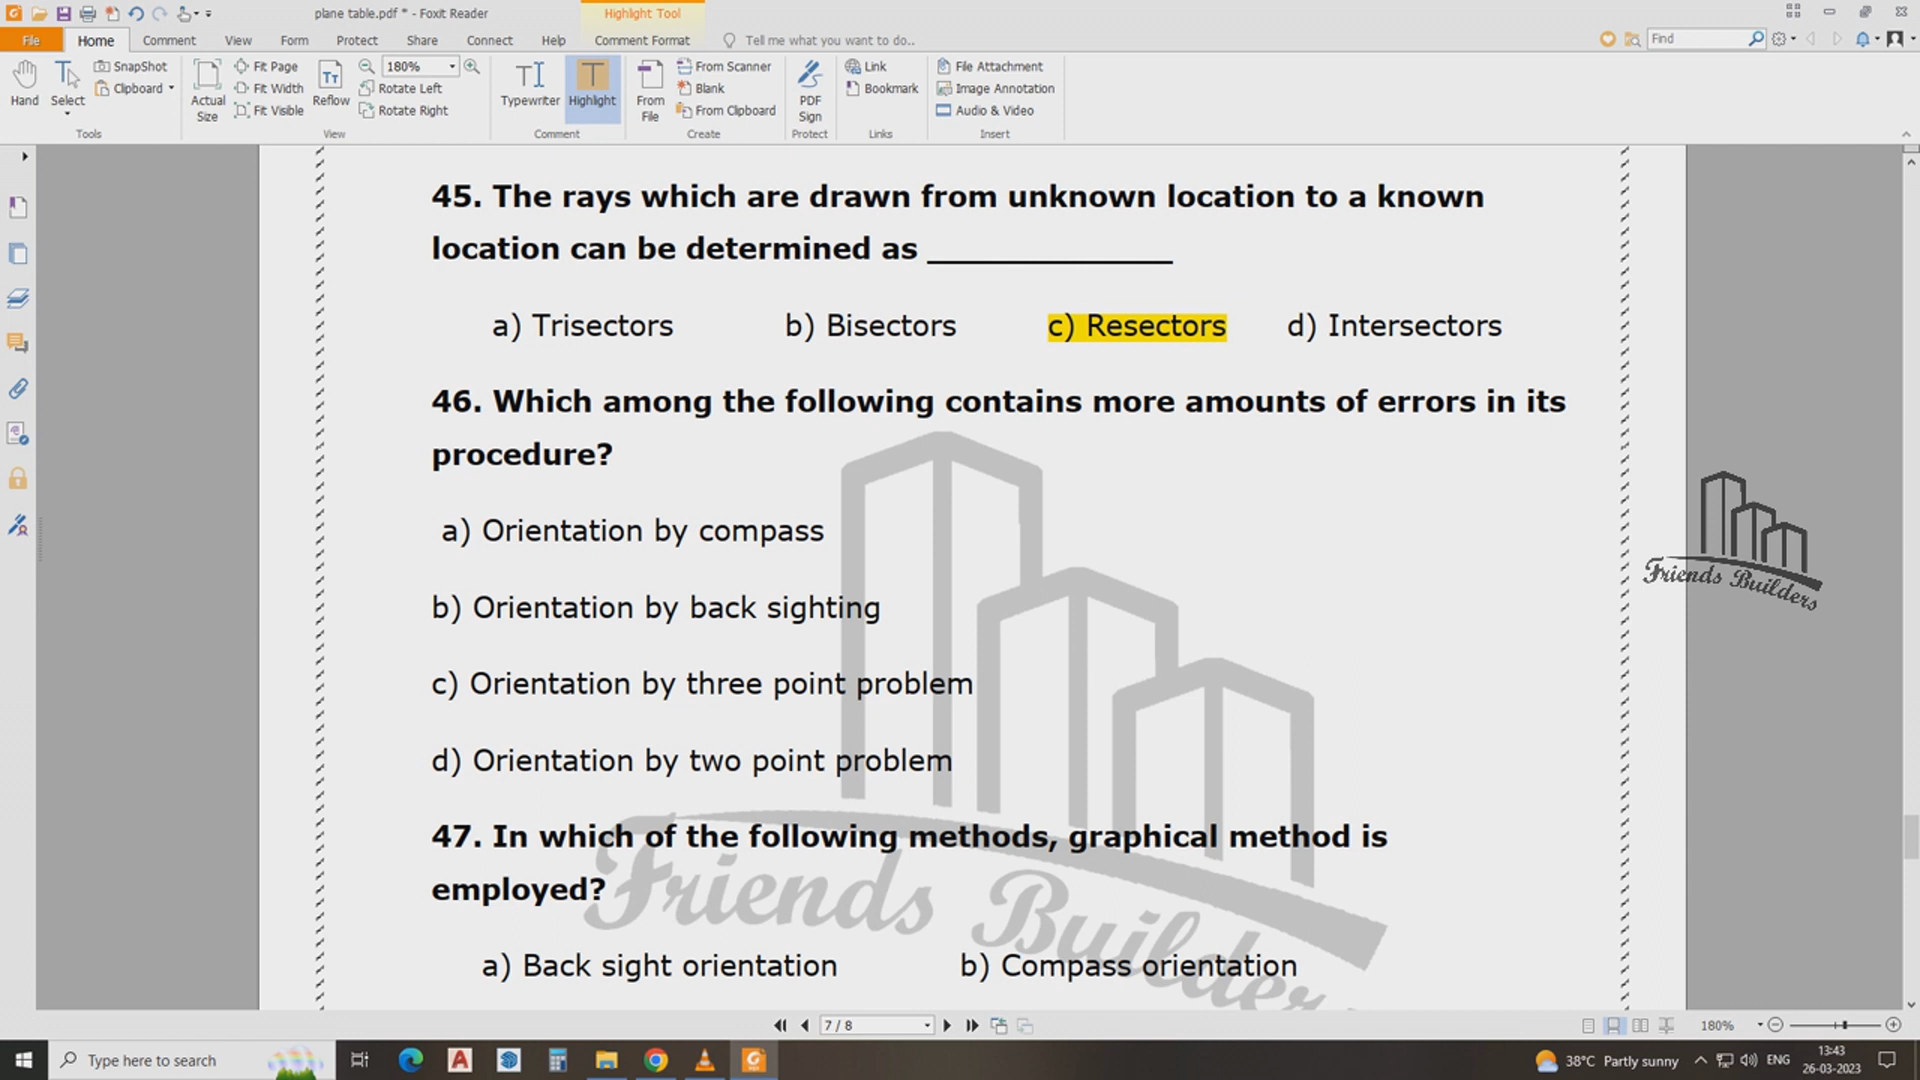 plane table.pdf * - Foxit Reader
Highlight Tool
File
Home
Comment
View
Form
Protect
Share
Connect
Help
Comment Format
Tell me what you want to do..
Find
Hand
Select
SnapShot
Clipboard
Tools
Actual Size
Fit Page
Fit Width
Fit Visible
Reflow
180%
Rotate Left
Rotate Right
View
Typewriter
Highlight
Comment
From File
From Scanner
Blank
From Clipboard
Create
PDF Sign
Protect
Link
Bookmark
Links
File Attachment
Image Annotation
Audio & Video
Insert
45. The rays which are drawn from unknown location to a known
location can be determined as ______________
a) Trisectors b) Bisectors c) Resectors d) Intersectors
46. Which among the following contains more amounts of errors in its
procedure?
a) Orientation by compass
b) Orientation by back sighting
c) Orientation by three point problem
d) Orientation by two point problem
47. In which of the following methods, graphical method is
employed?
a) Back sight orientation b) Compass orientation
Friends Builders
Friends Builders
7 / 8
180%
Type here to search
38°C Partly sunny
ENG
13:43
26-03-2023